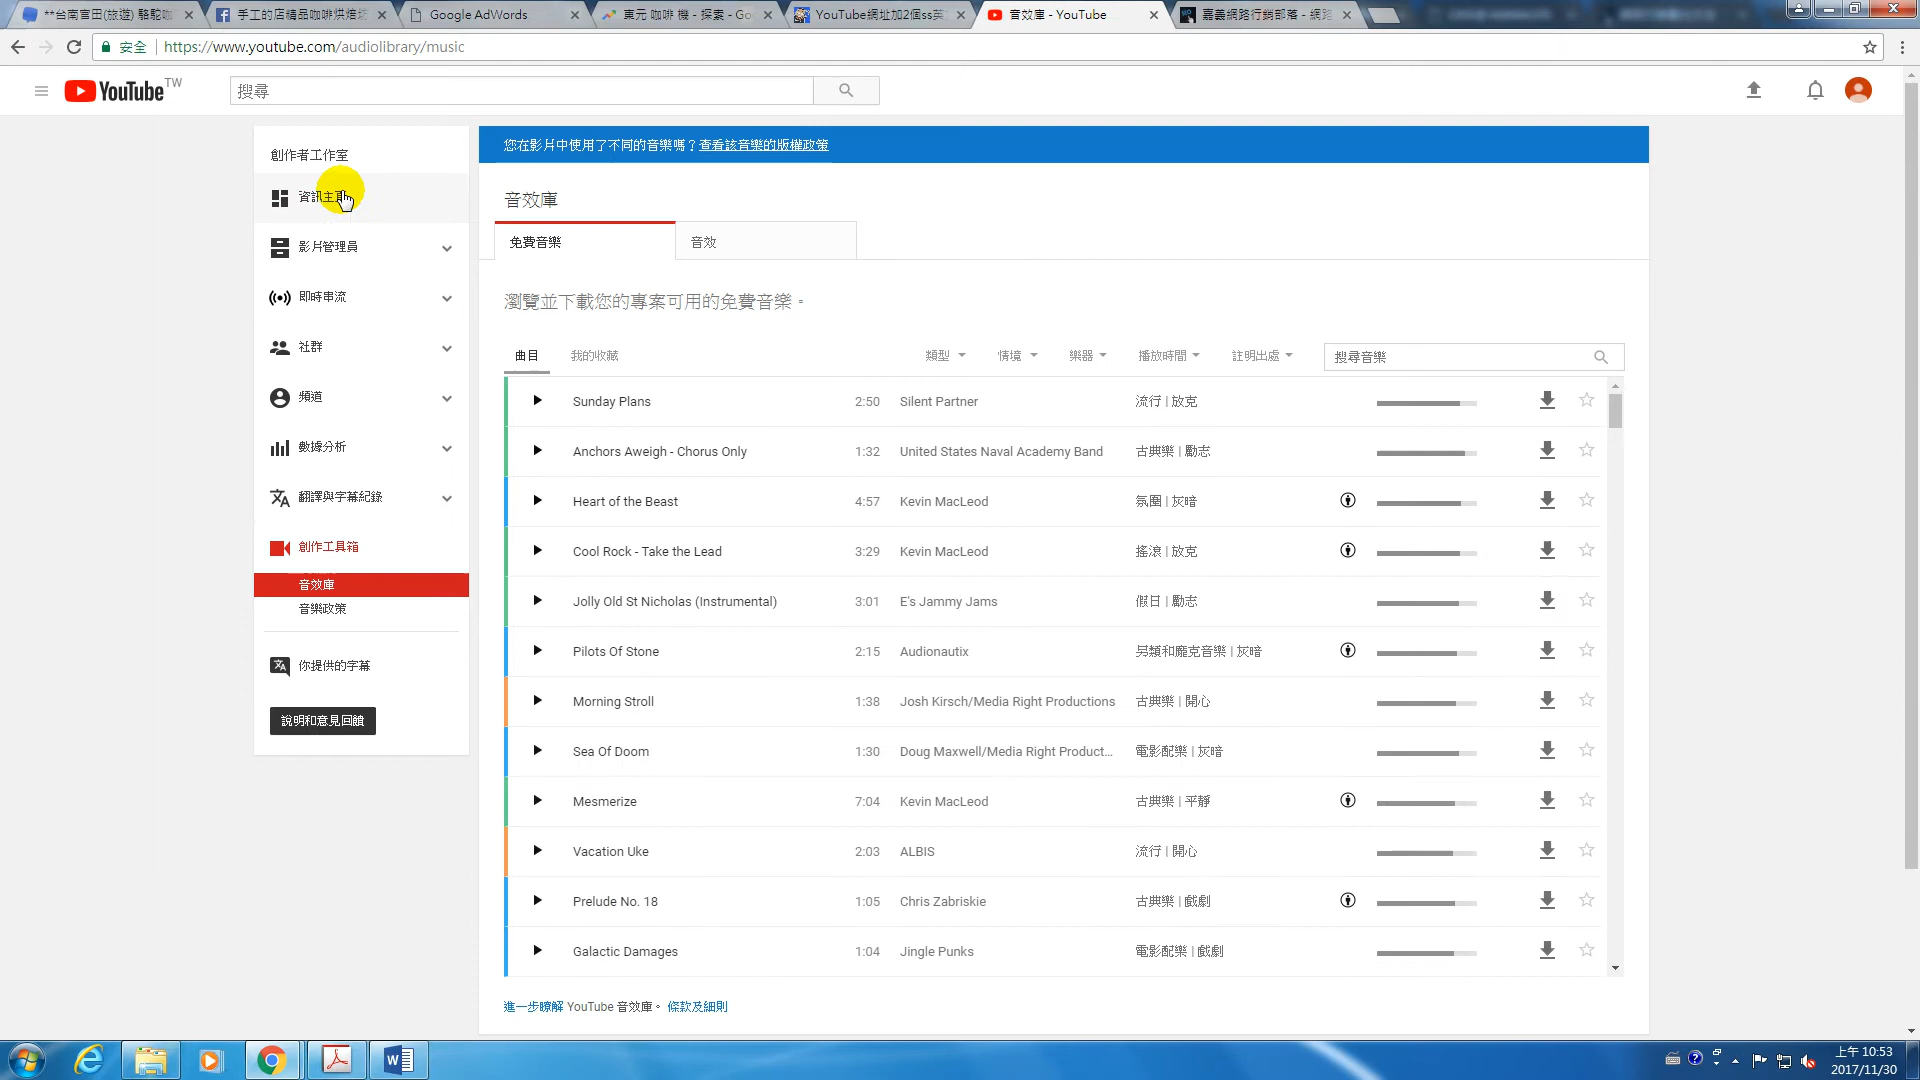 **台南官田(旅遊) 駱駝咖
手工的店精品咖啡烘焙坊
Google AdWords
東元 咖啡 機 - 探索 - Go
YouTube網址加2個ss英
音效庫 - YouTube
嘉義網路行銷部落 - 網路
安全
https://www.youtube.com/audiolibrary/music
YouTube TW
搜尋
創作者工作室
資訊主頁
影片管理員
即時串流
社群
頻道
數據分析
翻譯與字幕紀錄
創作工具箱
音效庫
音樂政策
你提供的字幕
說明和意見回饋
您在影片中使用了不同的音樂嗎？查看該音樂的版權政策
音效庫
免費音樂
音效
瀏覽並下載您的專案可用的免費音樂。
曲目 我的收藏 類型 情境 樂器 播放時間 註明出處 搜尋音樂
Sunday Plans 2:50 Silent Partner 流行 | 放克
Anchors Aweigh - Chorus Only 1:32 United States Naval Academy Band 古典樂 | 勵志
Heart of the Beast 4:57 Kevin MacLeod 氛圍 | 灰暗
Cool Rock - Take the Lead 3:29 Kevin MacLeod 搖滾 | 放克
Jolly Old St Nicholas (Instrumental) 3:01 E's Jammy Jams 假日 | 勵志
Pilots Of Stone 2:15 Audionautix 另類和龐克音樂 | 灰暗
Morning Stroll 1:38 Josh Kirsch/Media Right Productions 古典樂 | 開心
Sea Of Doom 1:30 Doug Maxwell/Media Right Product... 電影配樂 | 灰暗
Mesmerize 7:04 Kevin MacLeod 古典樂 | 平靜
Vacation Uke 2:03 ALBIS 流行 | 開心
Prelude No. 18 1:05 Chris Zabriskie 古典樂 | 戲劇
Galactic Damages 1:04 Jingle Punks 電影配樂 | 戲劇
進一步瞭解 YouTube 音效庫。 條款及細則
上午 10:53
2017/11/30